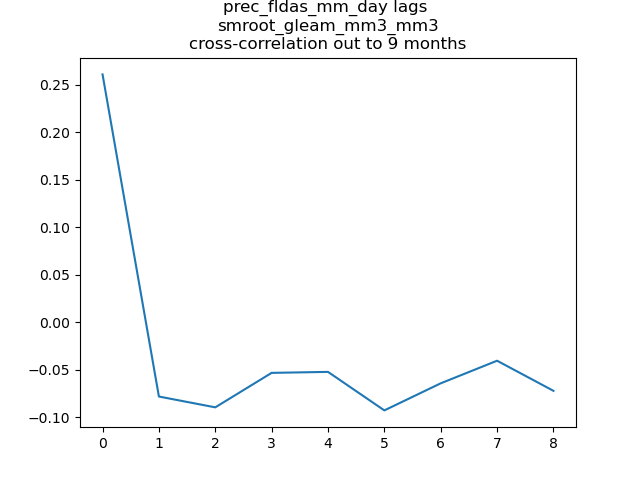 prec_fldas_mm_day lags
smroot_gleam_mm3_mm3
cross-correlation out to 9 months
0.25
0.20
0.15
0.10
0.05
0.00
−0.05
−0.10
0 1 2 3 4 5 6 7 8